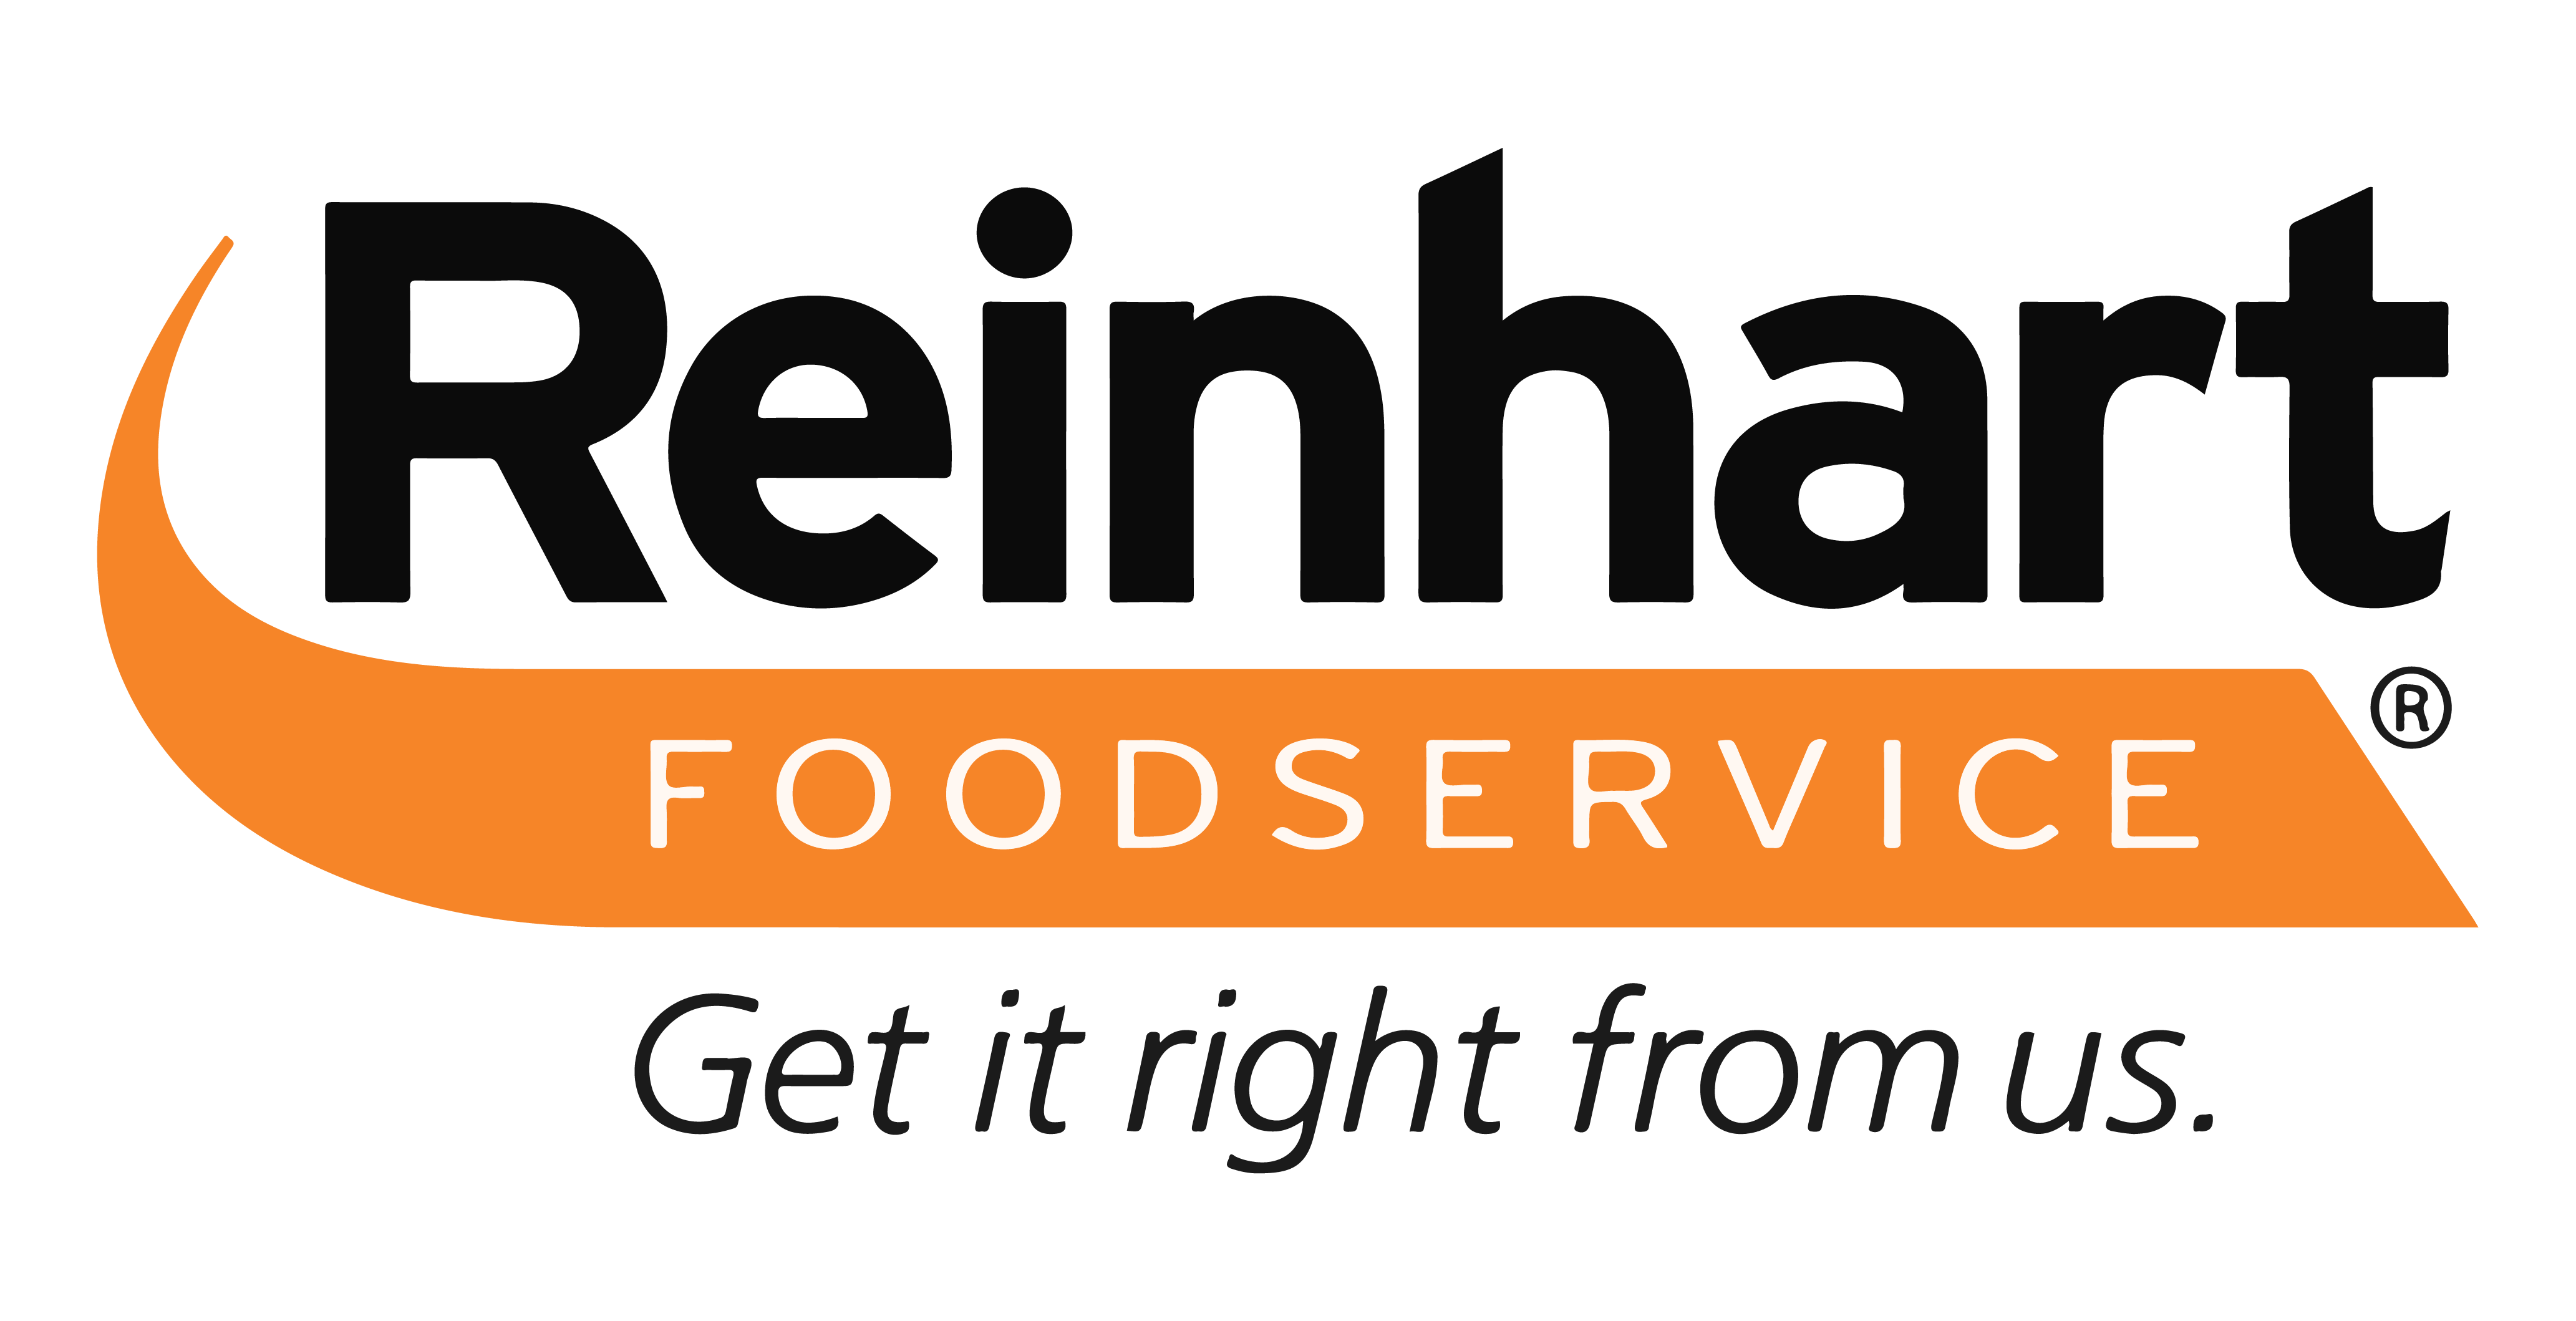 Reinhart
FOODSERVICE®
Get it right from us.